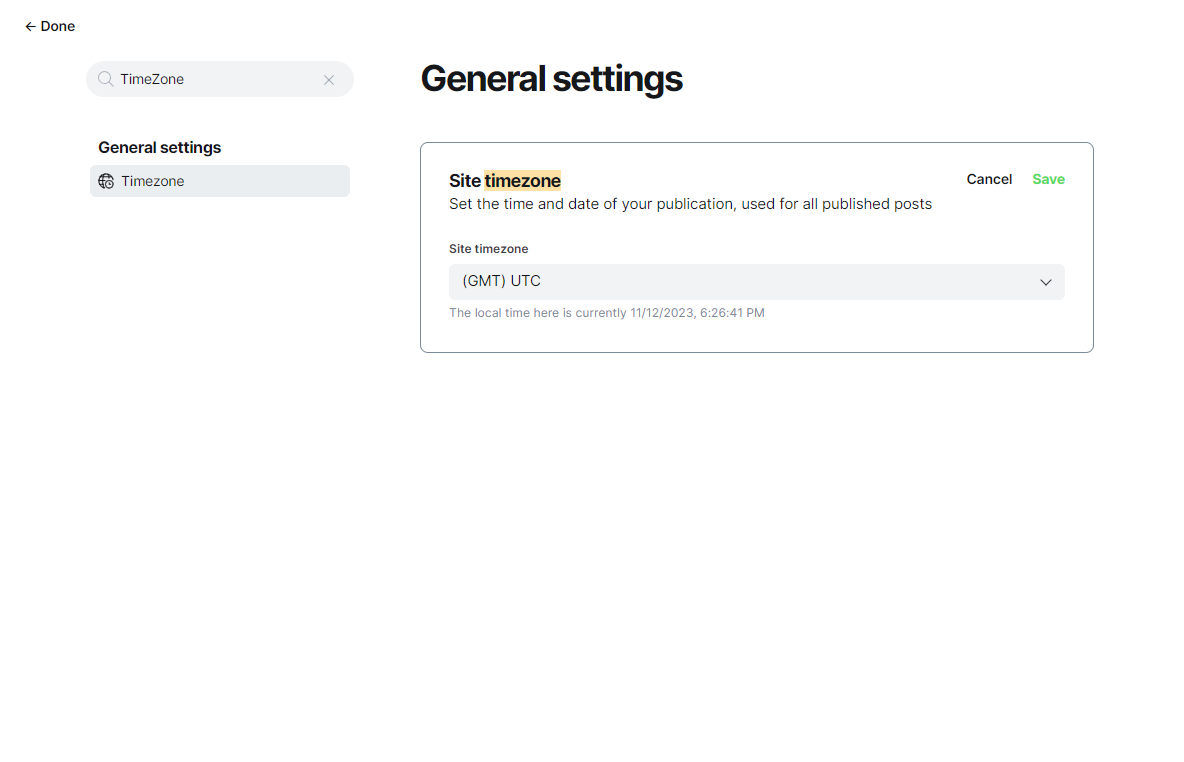 ← Done
TimeZone
General settings
General settings
Timezone
Site timezone
Cancel
Save
Set the time and date of your publication, used for all published posts
Site timezone
(GMT) UTC
The local time here is currently 11/12/2023, 6:26:41 PM